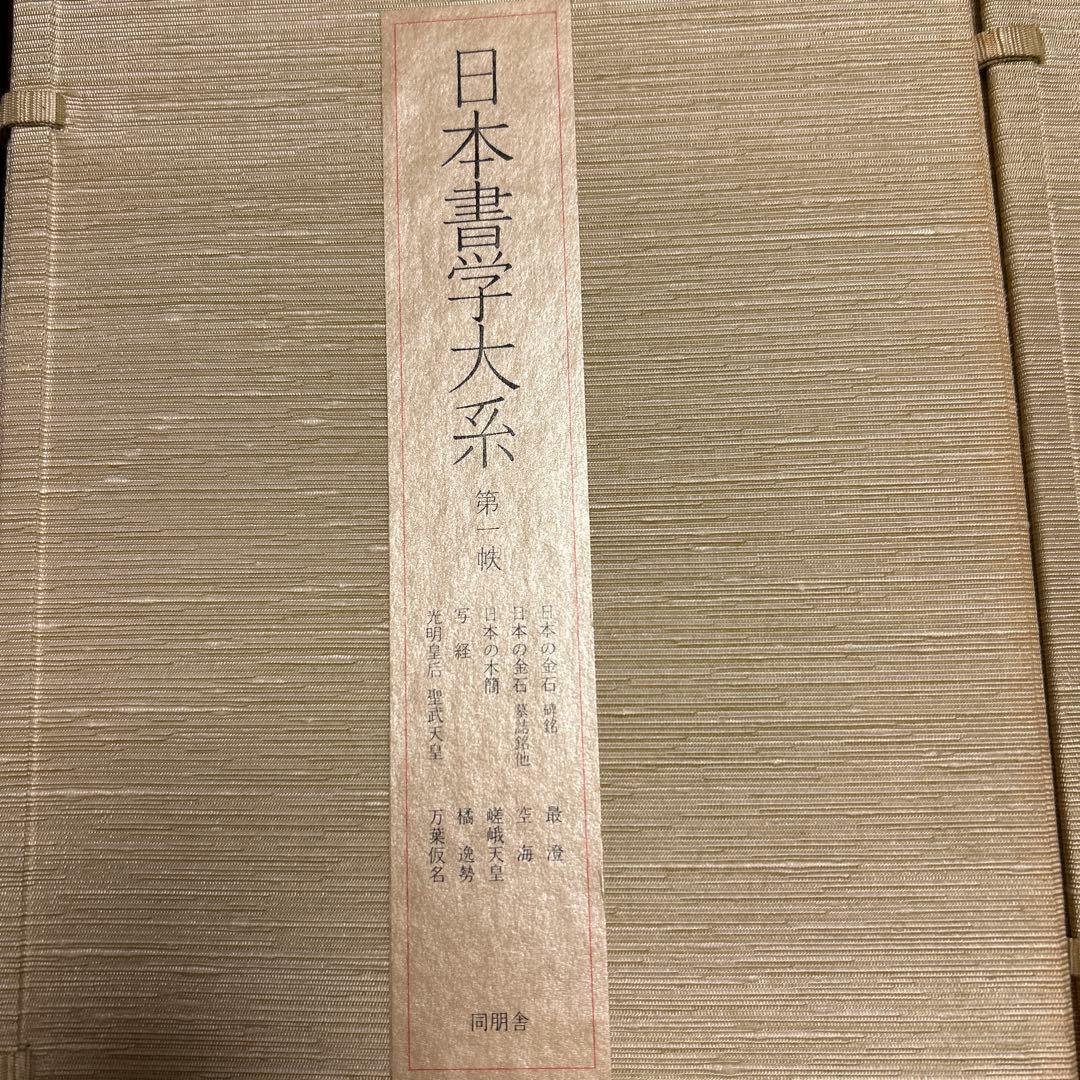 日本書学大系
第一帙
日本の金石 碑銘
日本の金石 墓誌銘他
日本の木簡
写経
光明皇后 聖武天皇
最澄
空海
嵯峨天皇
橘逸勢
万葉仮名
同朋舎